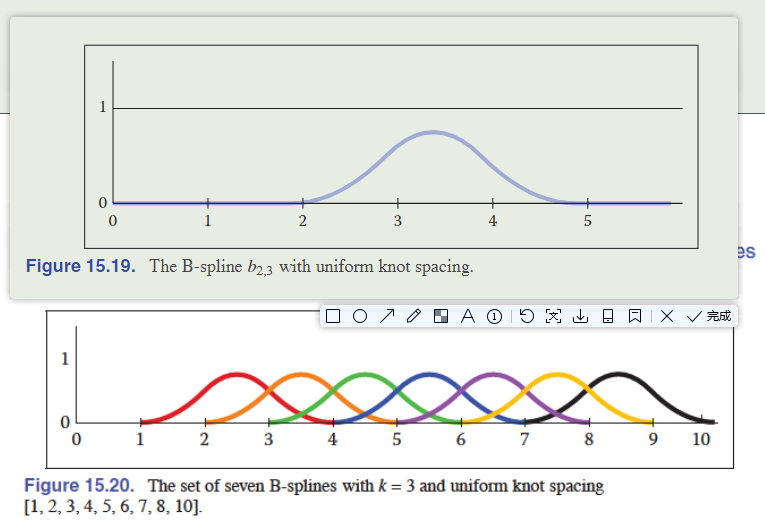 1
0
0 1 2 3 4 5
Figure 15.19. The B-spline b2,3 with uniform knot spacing.
es
A 1 完成
1
0
0 1 2 3 4 5 6 7 8 9 10
Figure 15.20. The set of seven B-splines with k = 3 and uniform knot spacing
[1, 2, 3, 4, 5, 6, 7, 8, 10].